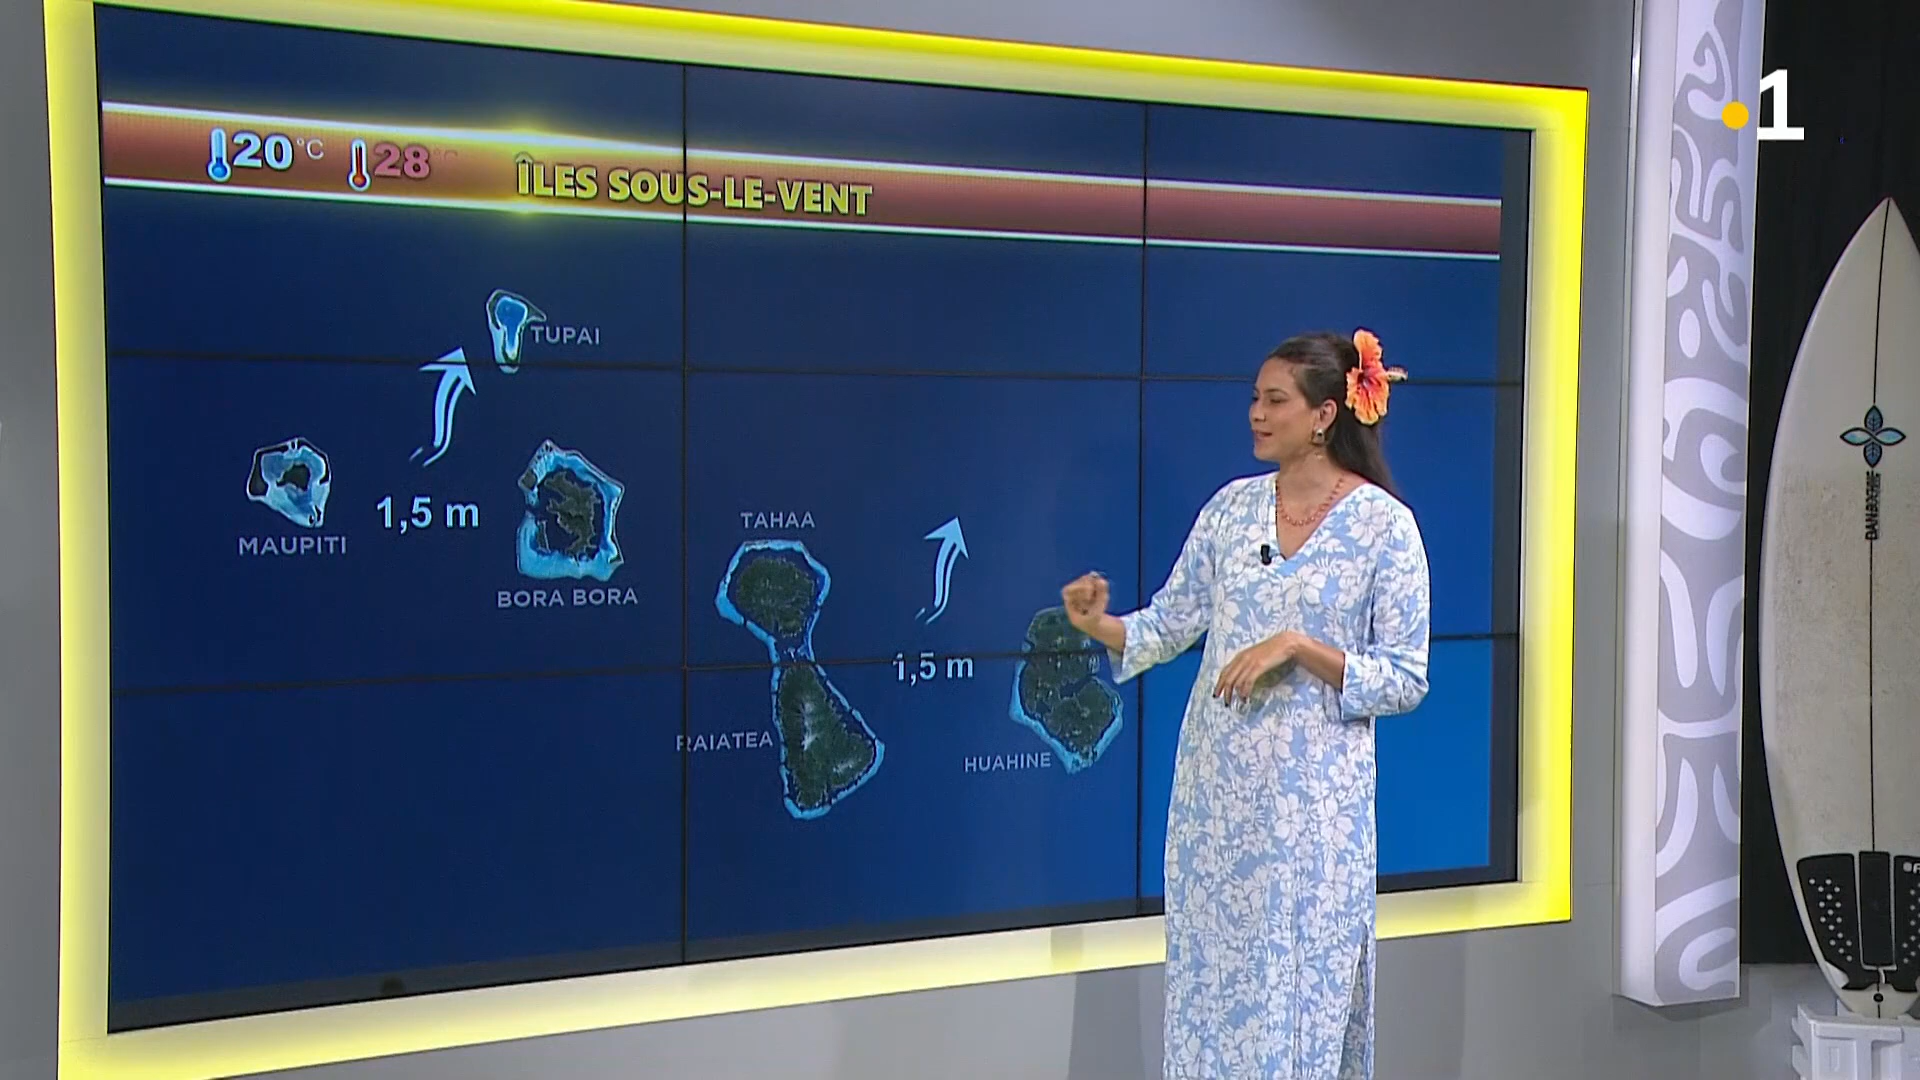 1
20°C 28°C
ÎLES SOUS-LE-VENT
TUPAI
1,5 m
MAUPITI
BORA BORA
TAHAA
1,5 m
RAIATEA
HUAHINE